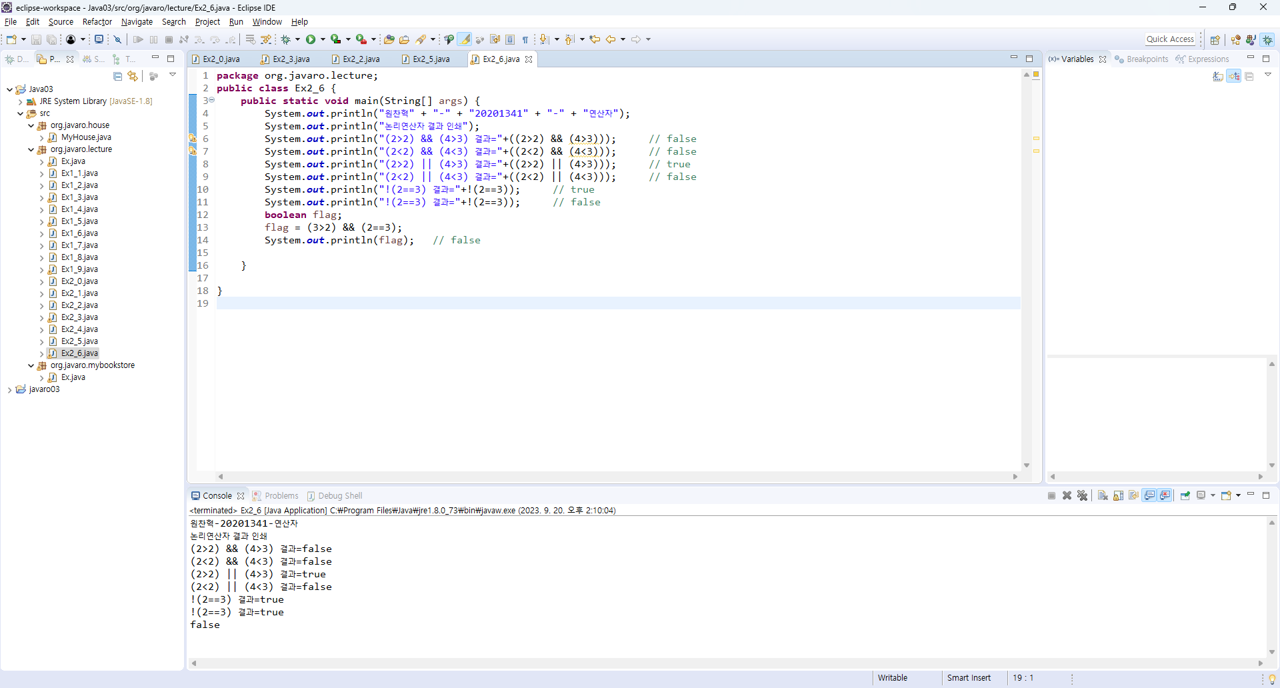 eclipse-workspace - Java03/src/org/javaro/lecture/Ex2_6.java - Eclipse IDE
File Edit Source Refactor Navigate Search Project Run Window Help
Quick Access
D... P... S... T...
Java03
JRE System Library [JavaSE-1.8]
src
org.javaro.house
MyHouse.java
org.javaro.lecture
Ex.java
Ex1_1.java
Ex1_2.java
Ex1_3.java
Ex1_4.java
Ex1_5.java
Ex1_6.java
Ex1_7.java
Ex1_8.java
Ex1_9.java
Ex2_0.java
Ex2_1.java
Ex2_2.java
Ex2_3.java
Ex2_4.java
Ex2_5.java
Ex2_6.java
org.javaro.mybookstore
Ex.java
javaro03
Ex2_0.java Ex2_3.java Ex2_2.java Ex2_5.java Ex2_6.java
1 package org.javaro.lecture;
2 public class Ex2_6 {
3 public static void main(String[] args) {
4 System.out.println("원찬혁" + "-" + "20201341" + "-" + "연산자");
5 System.out.println("논리연산자 결과 인쇄");
6 System.out.println("(2>2) && (4>3) 결과="+((2>2) && (4>3))); // false
7 System.out.println("(2<2) && (4<3) 결과="+((2<2) && (4<3))); // false
8 System.out.println("(2>2) || (4>3) 결과="+((2>2) || (4>3))); // true
9 System.out.println("(2<2) || (4<3) 결과="+((2<2) || (4<3))); // false
10 System.out.println("!(2==3) 결과="+!(2==3)); // true
11 System.out.println("!(2==3) 결과="+!(2==3)); // false
12 boolean flag;
13 flag = (3>2) && (2==3);
14 System.out.println(flag); // false
15
16 }
17
18 }
19
(x)= Variables Breakpoints Expressions
Console Problems Debug Shell
<terminated> Ex2_6 [Java Application] C:₩Program Files₩Java₩jre1.8.0_73₩bin₩javaw.exe (2023. 9. 20. 오후 2:10:04)
원찬혁-20201341-연산자
논리연산자 결과 인쇄
(2>2) && (4>3) 결과=false
(2<2) && (4<3) 결과=false
(2>2) || (4>3) 결과=true
(2<2) || (4<3) 결과=false
!(2==3) 결과=true
!(2==3) 결과=true
false
Writable Smart Insert 19 : 1